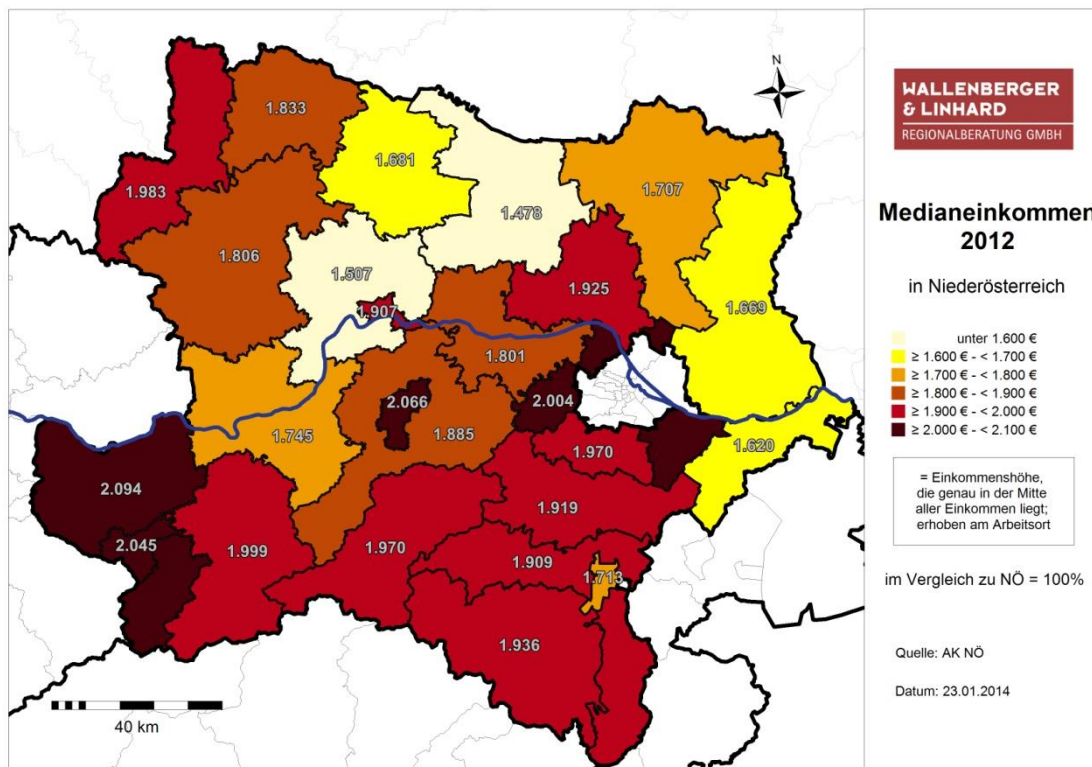 1.833
N
1.681
1.983
1.707
1.478
1.806
1.507
1.925
1.907
1.669
1.801
2.066
2.004
1.885
1.745
1.970
1.620
2.094
1.919
2.045
1.999
1.970
1.909
1.713
1.936
40 km
WALLENBERGER
& LINHARD
REGIONALBERATUNG GMBH
Medianeinkommen
2012
in Niederösterreich
unter 1.600 €
≥ 1.600 € - < 1.700 €
≥ 1.700 € - < 1.800 €
≥ 1.800 € - < 1.900 €
≥ 1.900 € - < 2.000 €
≥ 2.000 € - < 2.100 €
= Einkommenshöhe,
die genau in der Mitte
aller Einkommen liegt;
erhoben am Arbeitsort
im Vergleich zu NÖ = 100%
Quelle: AK NÖ
Datum: 23.01.2014